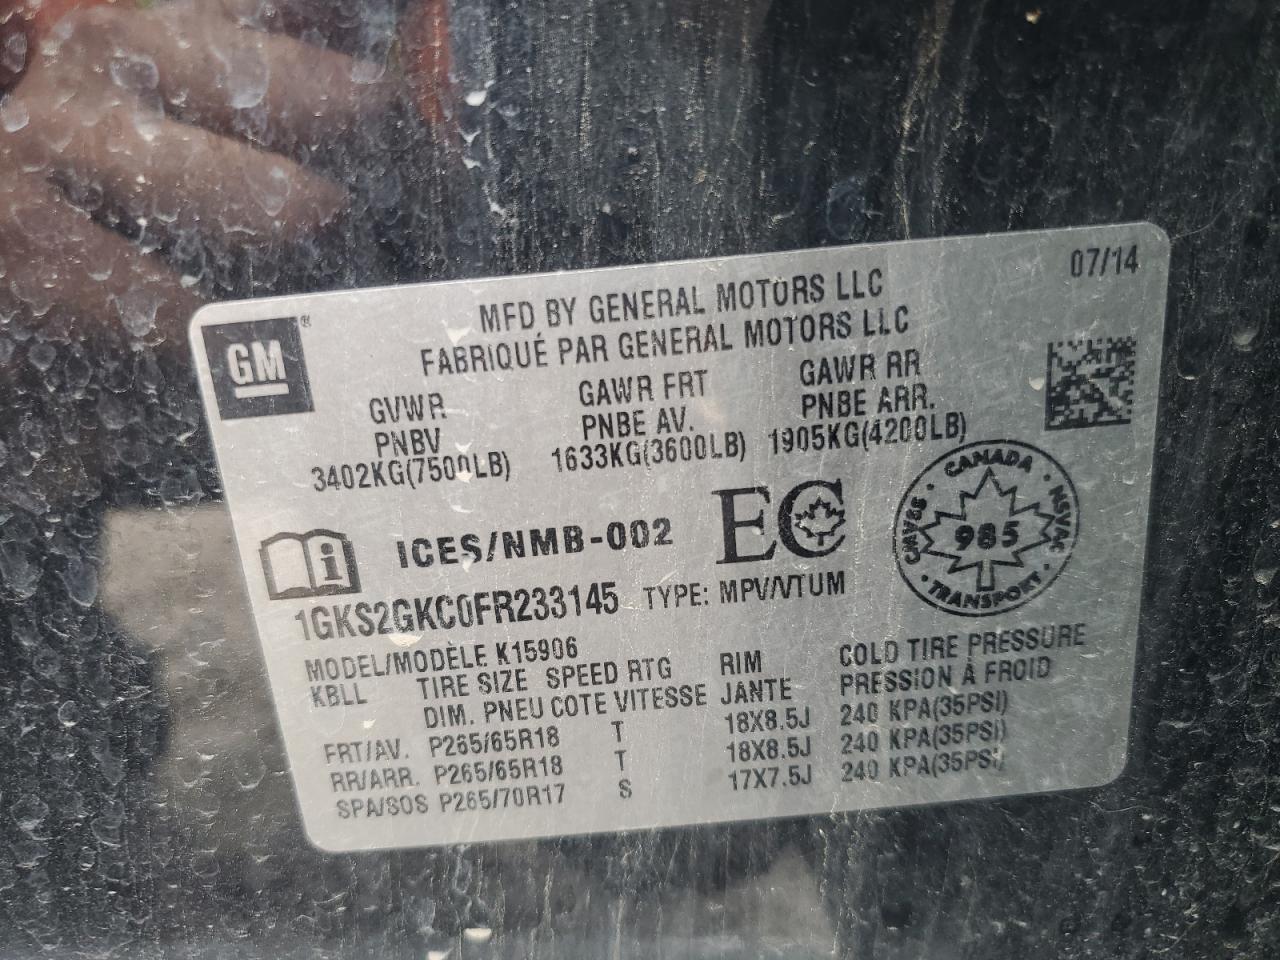 07/14
GM
MFD BY GENERAL MOTORS LLC
FABRIQUÉ PAR GENERAL MOTORS LLC
GVWR GAWR FRT GAWR RR
PNBV PNBE AV. PNBE ARR.
3402KG(7500LB) 1633KG(3600LB) 1905KG(4200LB)
ICES/NMB-002 EC
CANADA
CMVSS · NSVAC
985
TRANSPORT
1GKS2GKC0FR233145 TYPE: MPV/VTUM
MODEL/MODÈLE K15906
KBLL TIRE SIZE SPEED RTG RIM COLD TIRE PRESSURE
DIM. PNEU COTE VITESSE JANTE PRESSION À FROID
FRT/AV. P265/65R18 T 18X8.5J 240 KPA(35PSI)
RR/ARR. P265/65R18 T 18X8.5J 240 KPA(35PSI)
SPA/SOS P265/70R17 S 17X7.5J 240 KPA(35PSI)